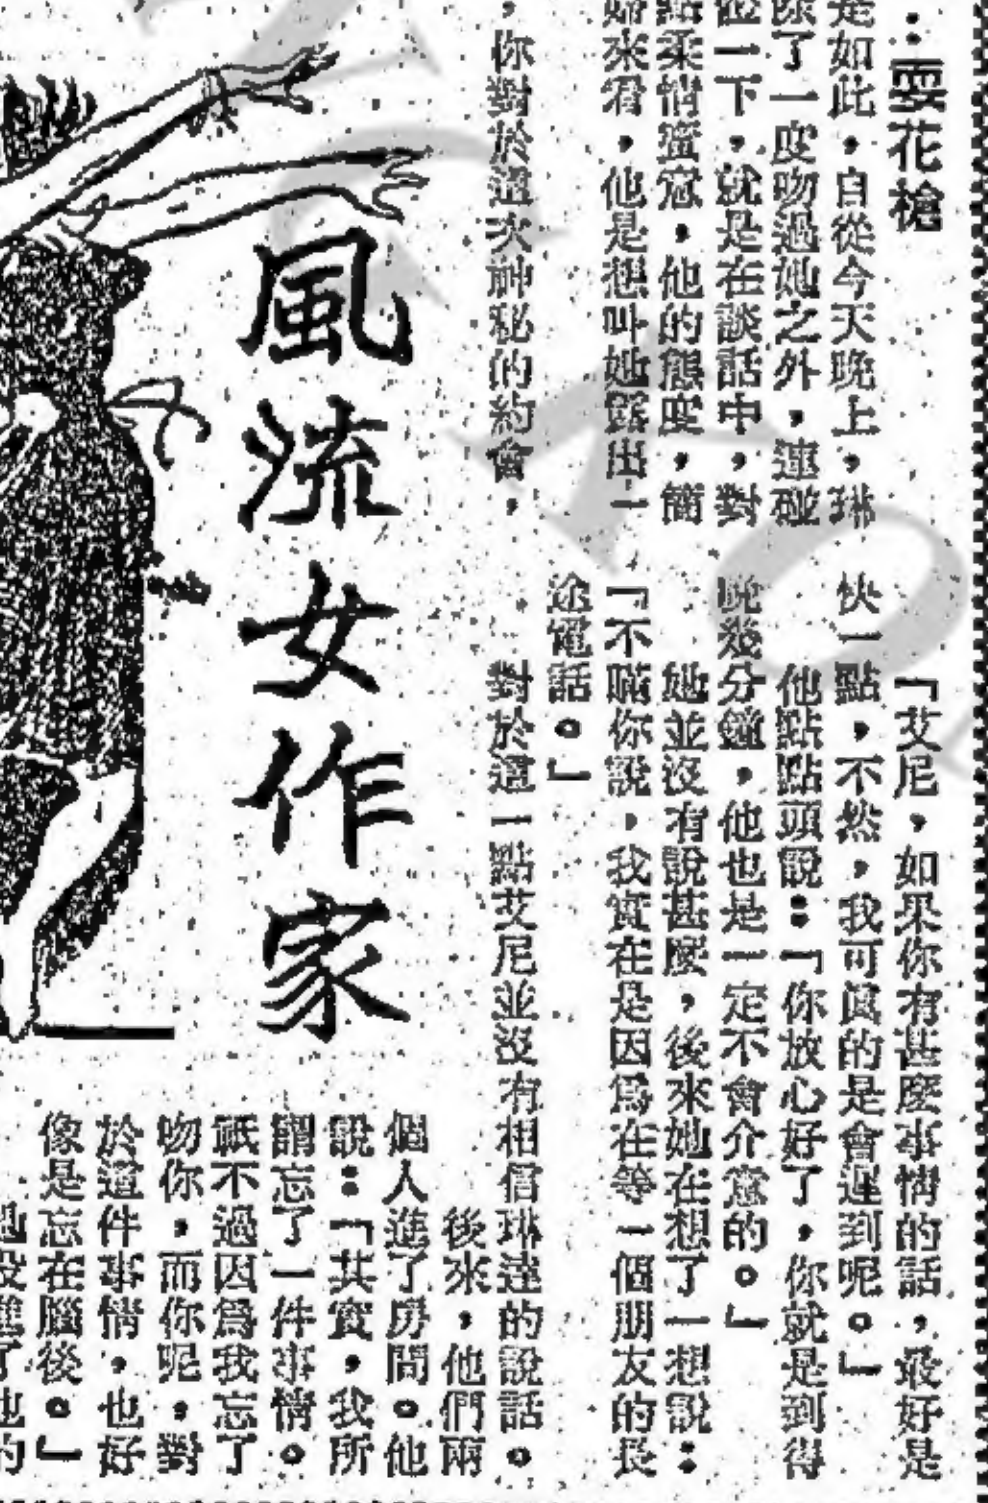 ：耍花槍
是如此，自從今天晚上，琳
除了一度吻過她之外，連碰
一下，就是在談話中，對
點柔情蜜意，他的態度，簡
來看，他是想叫她露出一
，你對於這次神秘的約會，
風流女作家
「艾尼，如果你有甚麼事情的話，最好是
快一點，不然，我可眞的是會遲到呢。」
他點點頭說：「你放心好了，你就是到得
晚幾分鐘，他也是一定不會介意的。」
她並沒有說甚麼，後來她在想了一想說：
「不瞞你說，我實在是因爲在等一個朋友的長
途電話。」
對於這一點艾尼並沒有相信琳達的說話。
後來，他們兩
個人進了房間。他
說：「其實，我所
謂忘了一件事情。
祇不過因爲我忘了
吻你，而你呢，對
於這件事情，也好
像是忘在腦後。」